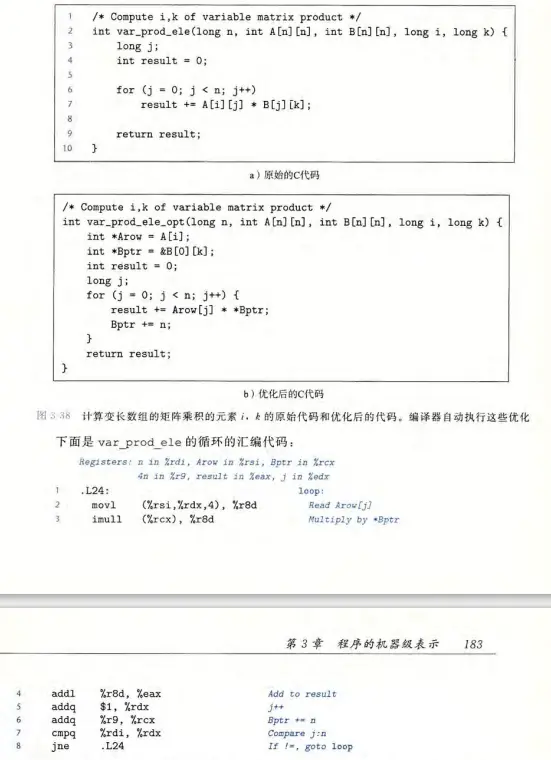 1 /* Compute i,k of variable matrix product */
2 int var_prod_ele(long n, int A[n][n], int B[n][n], long i, long k) {
3 long j;
4 int result = 0;
5
6 for (j = 0; j < n; j++)
7 result += A[i][j] * B[j][k];
8
9 return result;
10 }
a）原始的C代码
/* Compute i,k of variable matrix product */
int var_prod_ele_opt(long n, int A[n][n], int B[n][n], long i, long k) {
int *Arow = A[i];
int *Bptr = &B[0][k];
int result = 0;
long j;
for (j = 0; j < n; j++) {
result += Arow[j] * *Bptr;
Bptr += n;
}
return result;
}
b）优化后的C代码
图 3-38 计算变长数组的矩阵乘积的元素 i，k 的原始代码和优化后的代码。编译器自动执行这些优化
下面是 var_prod_ele 的循环的汇编代码：
Registers: n in %rdi, Arow in %rsi, Bptr in %rcx
4n in %r9, result in %eax, j in %edx
1 .L24: loop:
2 movl (%rsi,%rdx,4), %r8d Read Arow[j]
3 imull (%rcx), %r8d Multiply by *Bptr
第 3 章 程序的机器级表示 183
4 addl %r8d, %eax Add to result
5 addq $1, %rdx j++
6 addq %r9, %rcx Bptr += n
7 cmpq %rdi, %rdx Compare j:n
8 jne .L24 If !=, goto loop